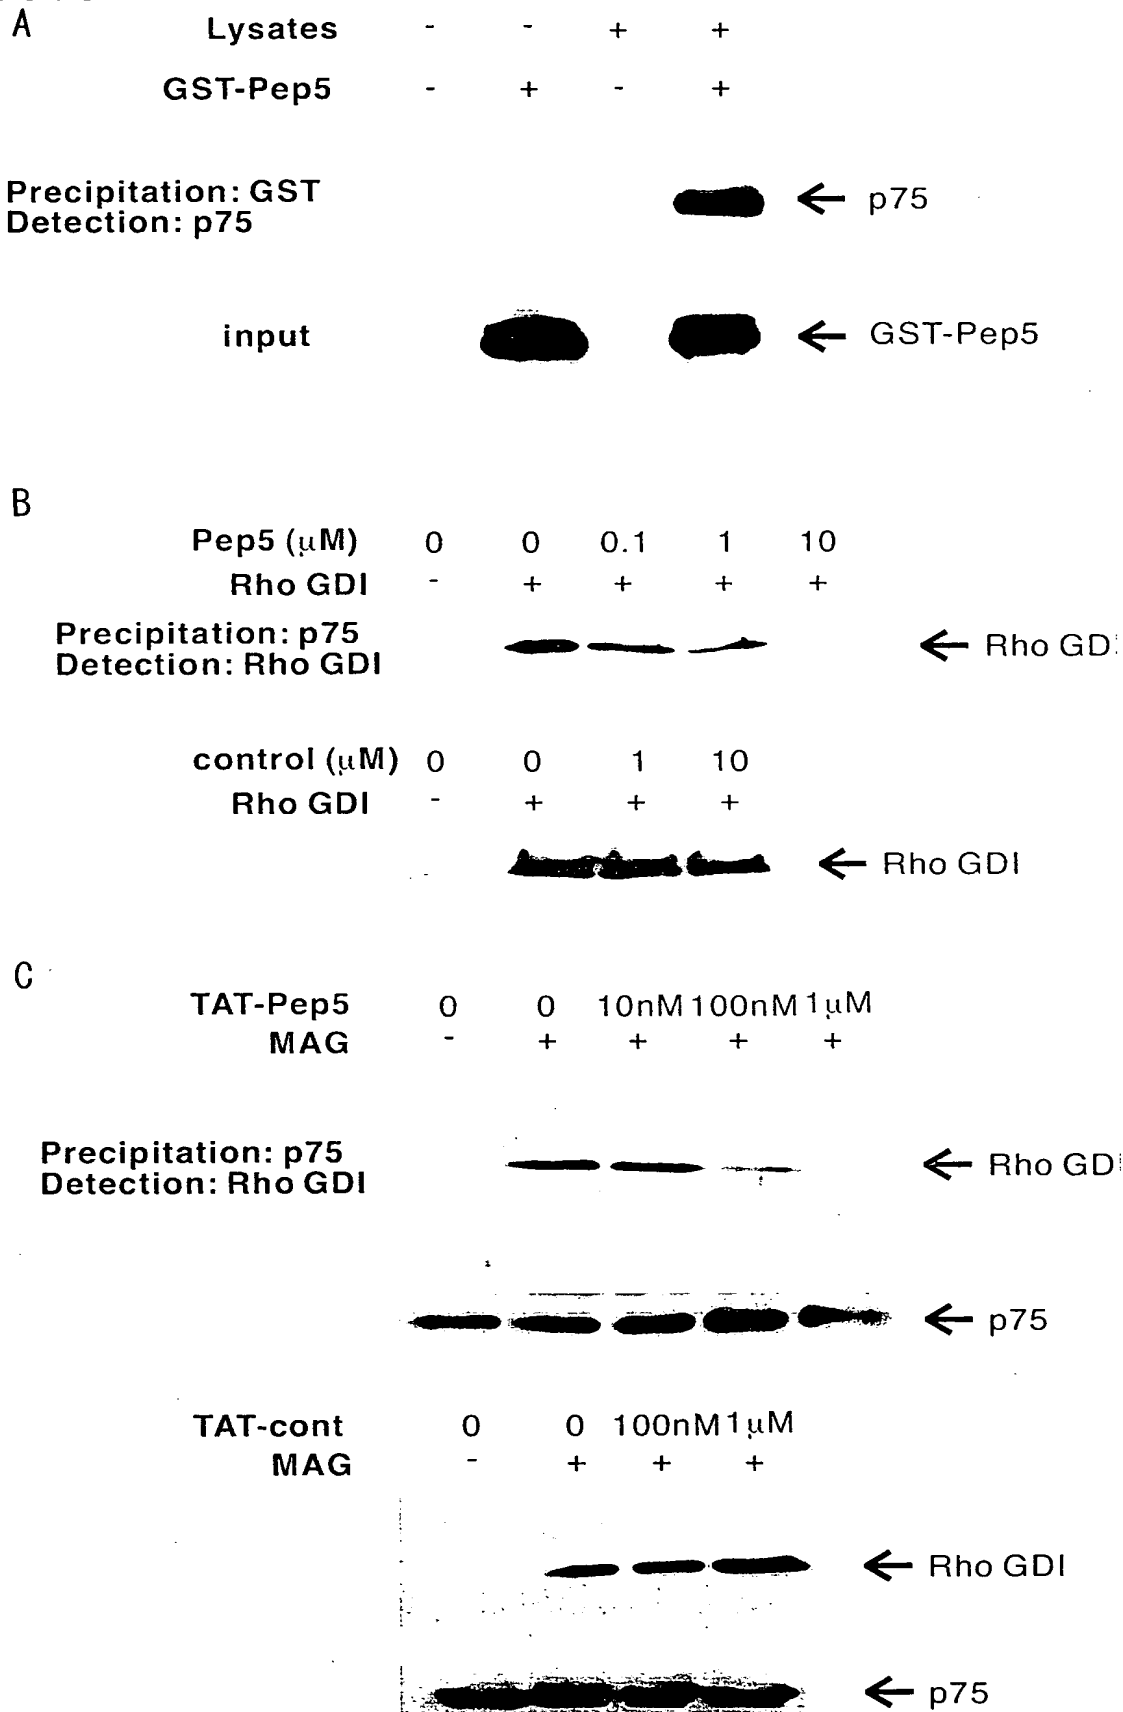 A
Lysates - - + +
GST-Pep5 - + - +
Precipitation: GST
Detection: p75
← p75
input ← GST-Pep5
B
Pep5 (μM) 0 0 0.1 1 10
Rho GDI - + + + +
Precipitation: p75
Detection: Rho GDI
← Rho GD
control (μM) 0 0 1 10
Rho GDI - + + +
← Rho GDI
C
TAT-Pep5 0 0 10nM 100nM 1μM
MAG - + + + +
Precipitation: p75
Detection: Rho GDI
← Rho GD
← p75
TAT-cont 0 0 100nM 1μM
MAG - + + +
← Rho GDI
← p75